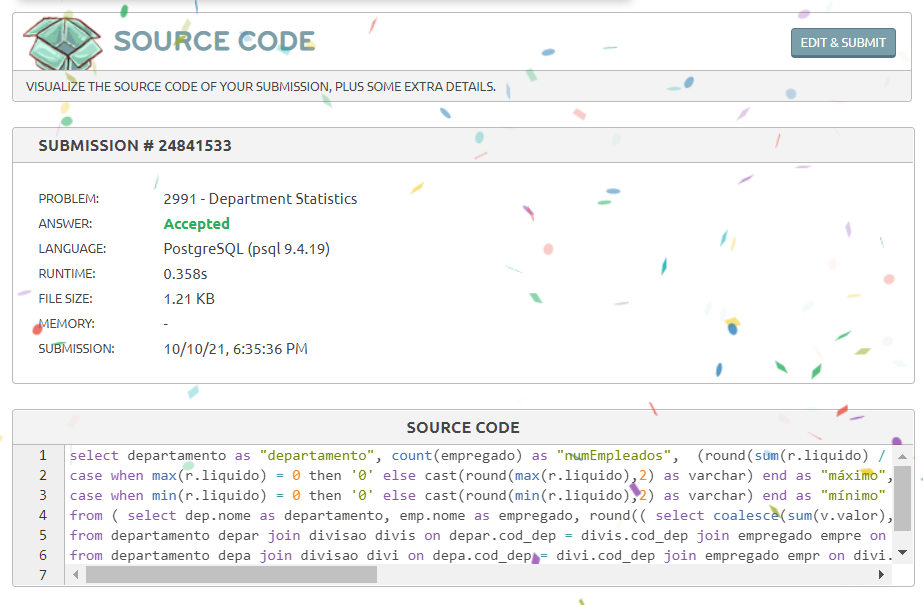 SOURCE CODE
EDIT & SUBMIT
VISUALIZE THE SOURCE CODE OF YOUR SUBMISSION, PLUS SOME EXTRA DETAILS.
SUBMISSION # 24841533
PROBLEM: 2991 - Department Statistics
ANSWER: Accepted
LANGUAGE: PostgreSQL (psql 9.4.19)
RUNTIME: 0.358s
FILE SIZE: 1.21 KB
MEMORY: -
SUBMISSION: 10/10/21, 6:35:36 PM
SOURCE CODE
1 select departamento as "departamento", count(empregado) as "numEmpleados", (round(sum(r.liquido) /
2 case when max(r.liquido) = 0 then '0' else cast(round(max(r.liquido),2) as varchar) end as "máximo",
3 case when min(r.liquido) = 0 then '0' else cast(round(min(r.liquido),2) as varchar) end as "mínimo"
4 from ( select dep.nome as departamento, emp.nome as empregado, round(( select coalesce(sum(v.valor),
5 from departamento depar join divisao divis on depar.cod_dep = divis.cod_dep join empregado empre on
6 from departamento depa join divisao divi on depa.cod_dep = divi.cod_dep join empregado empr on divi.
7